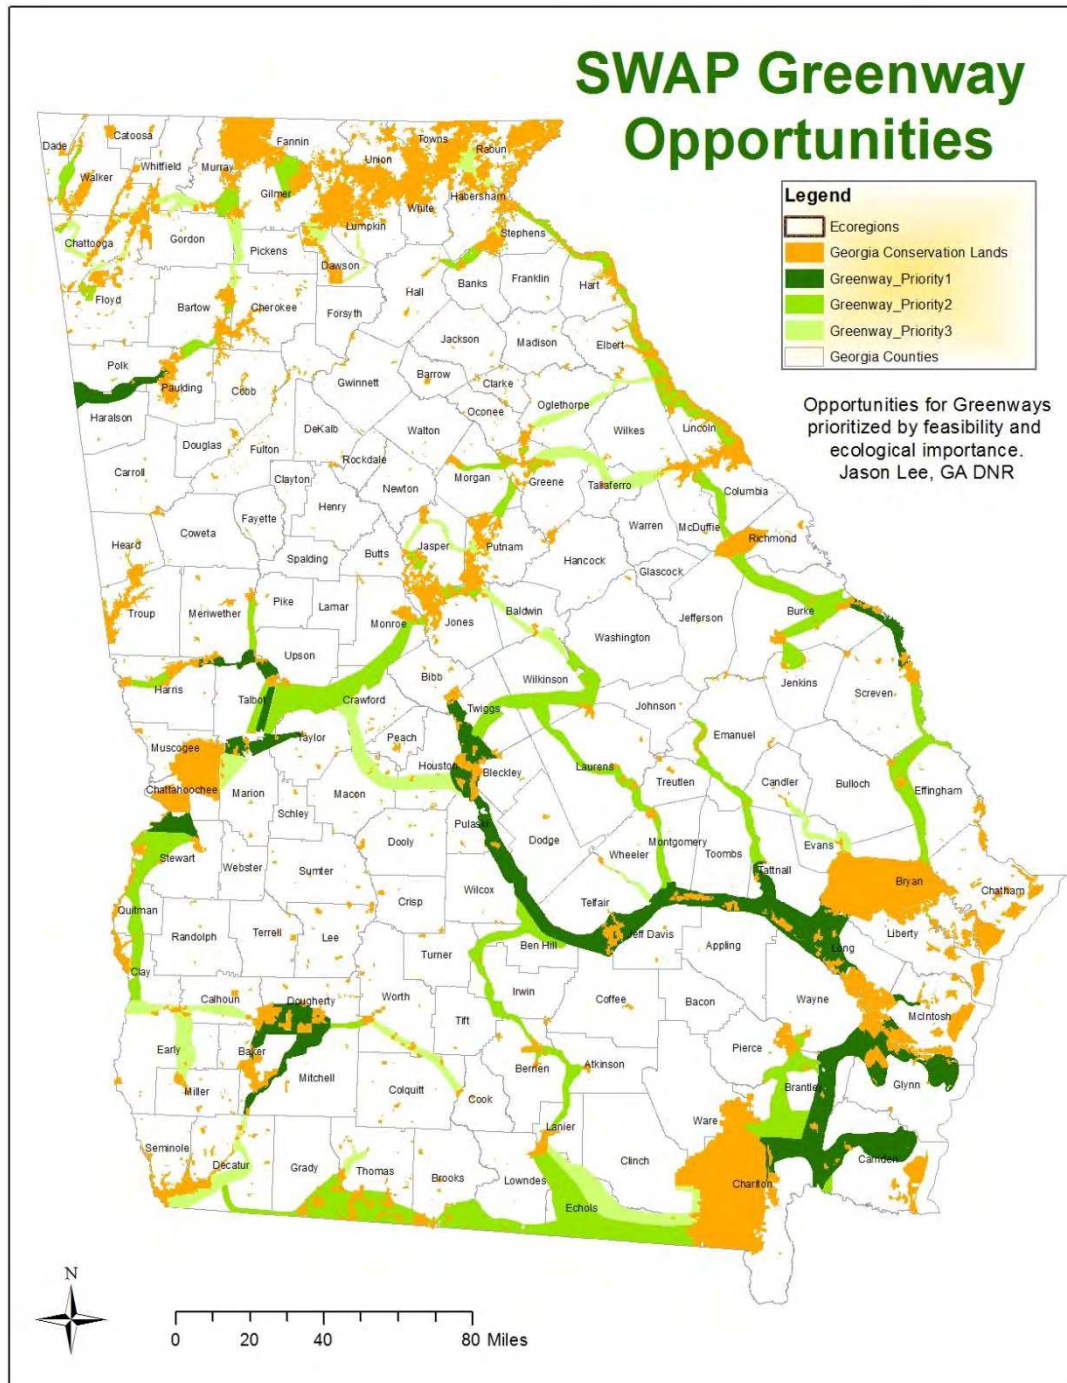 SWAP Greenway
Opportunities
Legend
Ecoregions
Georgia Conservation Lands
Greenway_Priority1
Greenway_Priority2
Greenway_Priority3
Georgia Counties
Opportunities for Greenways
prioritized by feasibility and
ecological importance.
Jason Lee, GA DNR
Dade
Catoosa
Fannin
Towns
Rabun
Whitfield
Union
Walker
Murray
Gilmer
Habersham
White
Lumpkin
Stephens
Chattooga
Gordon
Pickens
Dawson
Banks
Franklin
Hart
Floyd
Bartow
Cherokee
Hall
Forsyth
Jackson
Madison
Elbert
Polk
Paulding
Cobb
Gwinnett
Barrow
Clarke
Oglethorpe
Haralson
Oconee
Wilkes
Lincoln
DeKalb
Walton
Douglas
Fulton
Rockdale
Carroll
Clayton
Newton
Morgan
Greene
Taliaferro
Columbia
Henry
Fayette
Warren
McDuffie
Coweta
Heard
Spalding
Butts
Jasper
Putnam
Hancock
Richmond
Glascock
Troup
Meriwether
Pike
Lamar
Monroe
Jones
Baldwin
Jefferson
Burke
Washington
Upson
Harris
Talbot
Crawford
Bibb
Twiggs
Wilkinson
Jenkins
Screven
Johnson
Muscogee
Taylor
Peach
Houston
Bleckley
Laurens
Emanuel
Chattahoochee
Marion
Macon
Treutlen
Candler
Bulloch
Effingham
Schley
Pulaski
Dooly
Dodge
Montgomery
Wheeler
Toombs
Evans
Tattnall
Stewart
Webster
Sumter
Wilcox
Bryan
Chatham
Quitman
Crisp
Telfair
Randolph
Terrell
Lee
Ben Hill
Jeff Davis
Appling
Long
Liberty
Turner
Clay
Calhoun
Dougherty
Worth
Irwin
Coffee
Bacon
Wayne
McIntosh
Tift
Early
Baker
Mitchell
Pierce
Berrien
Atkinson
Miller
Colquitt
Cook
Brantley
Glynn
Ware
Lanier
Seminole
Decatur
Grady
Thomas
Brooks
Lowndes
Clinch
Camden
Charlton
Echols
N
0 20 40 80 Miles